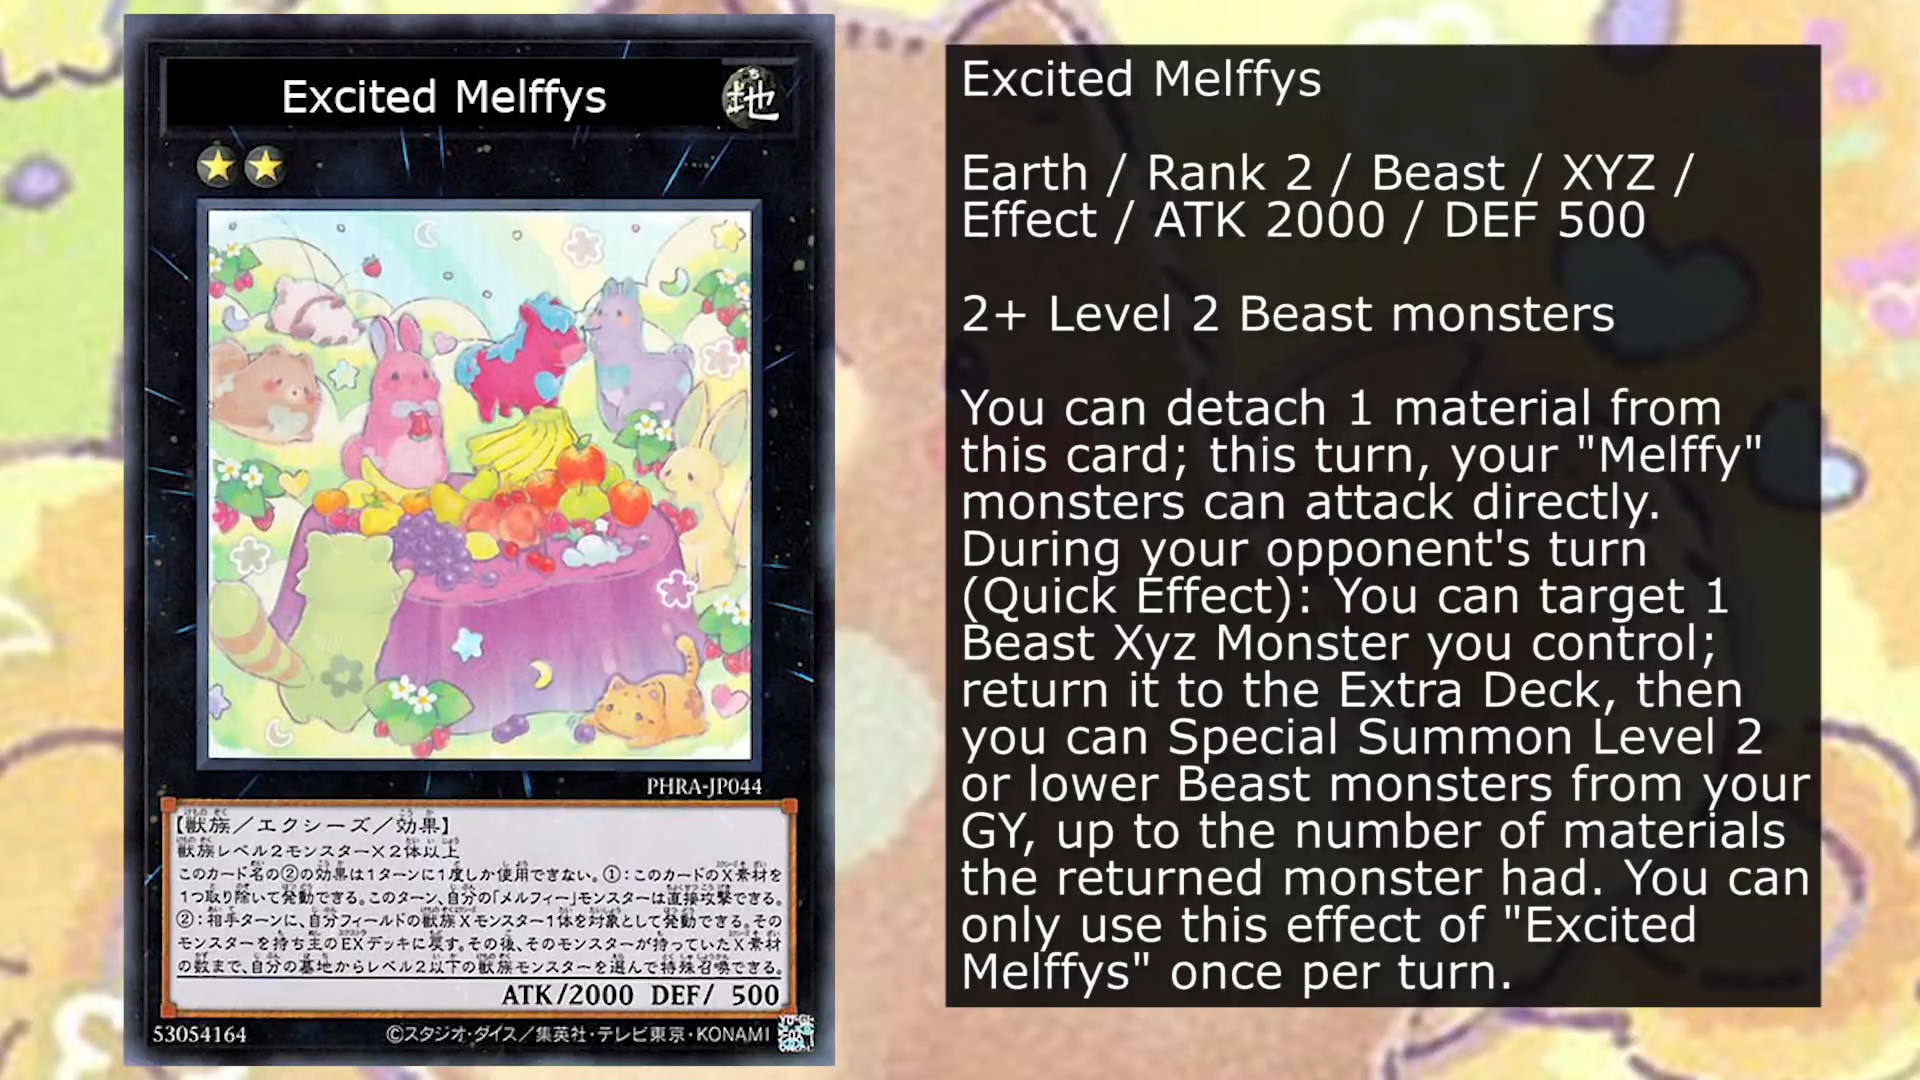 Excited Melffys
地
PHRA-JP044
【獣族／エクシーズ／効果】
獣族レベル２モンスター×２体以上
このカード名の②の効果は１ターンに１度しか使用できない。①：このカードのＸ素材を
１つ取り除いて発動できる。このターン、自分の「メルフィー」モンスターは直接攻撃できる。
②：相手ターンに、自分フィールドの獣族Ｘモンスター１体を対象として発動できる。その
モンスターを持ち主のEXデッキに戻す。その後、そのモンスターが持っていたＸ素材
の数まで、自分の墓地からレベル２以下の獣族モンスターを選んで特殊召喚できる。
ATK/2000 DEF/ 500
53054164
©スタジオ・ダイス／集英社・テレビ東京・KONAMI
Excited Melffys
Earth / Rank 2 / Beast / XYZ /
Effect / ATK 2000 / DEF 500
2+ Level 2 Beast monsters
You can detach 1 material from
this card; this turn, your "Melffy"
monsters can attack directly.
During your opponent's turn
(Quick Effect): You can target 1
Beast Xyz Monster you control;
return it to the Extra Deck, then
you can Special Summon Level 2
or lower Beast monsters from your
GY, up to the number of materials
the returned monster had. You can
only use this effect of "Excited
Melffys" once per turn.